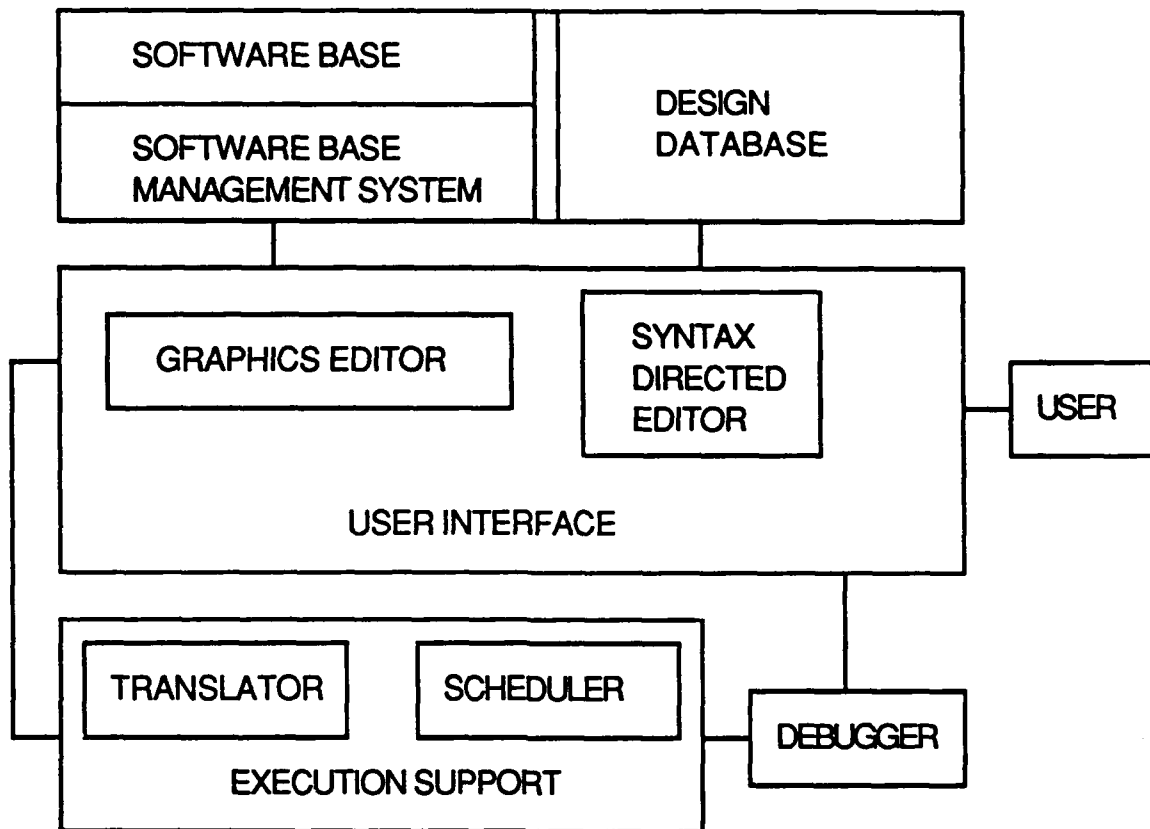 SOFTWARE BASE
SOFTWARE BASE
MANAGEMENT SYSTEM
DESIGN
DATABASE
GRAPHICS EDITOR
SYNTAX
DIRECTED
EDITOR
USER
USER INTERFACE
TRANSLATOR
SCHEDULER
DEBUGGER
EXECUTION SUPPORT